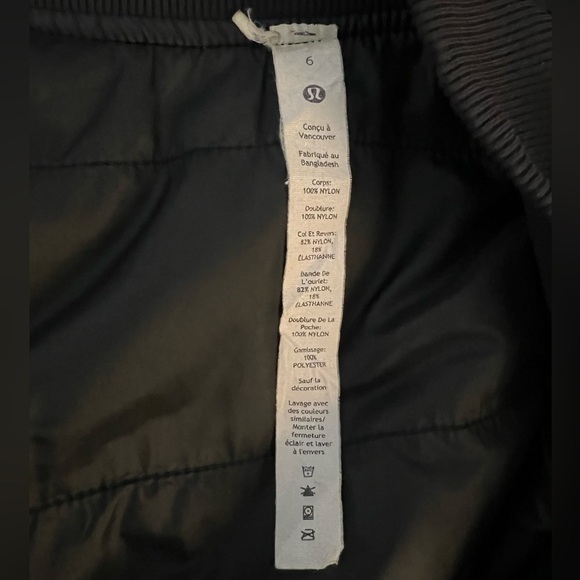 6
Conçu à
Vancouver
Fabriqué au
Bangladesh
Corps:
100% NYLON
Doublure:
100% NYLON
Col Et Revers:
82% NYLON,
18%
ÉLASTHANNE
Bande De
L'ourlet:
82% NYLON,
18%
ÉLASTHANNE
Doublure De La
Poche:
100% NYLON
Garnissage:
100%
POLYESTER
Sauf la
décoration
Lavage avec
des couleurs
similaires/
Monter la
fermeture
éclair et laver
à l'envers